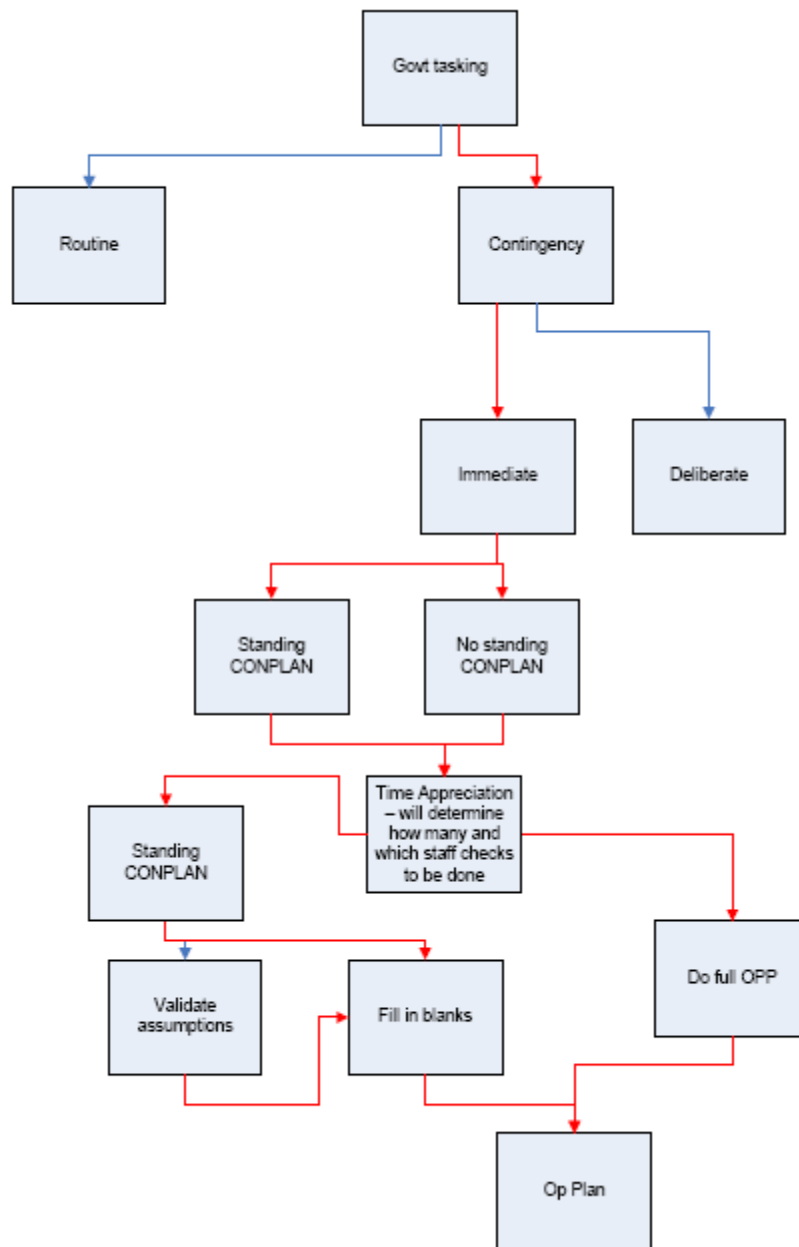 Govt tasking
Routine
Contingency
Immediate
Deliberate
Standing
CONPLAN
No standing
CONPLAN
Time Appreciation
– will determine
how many and
which staff checks
to be done
Standing
CONPLAN
Do full OPP
Validate
assumptions
Fill in blanks
Op Plan